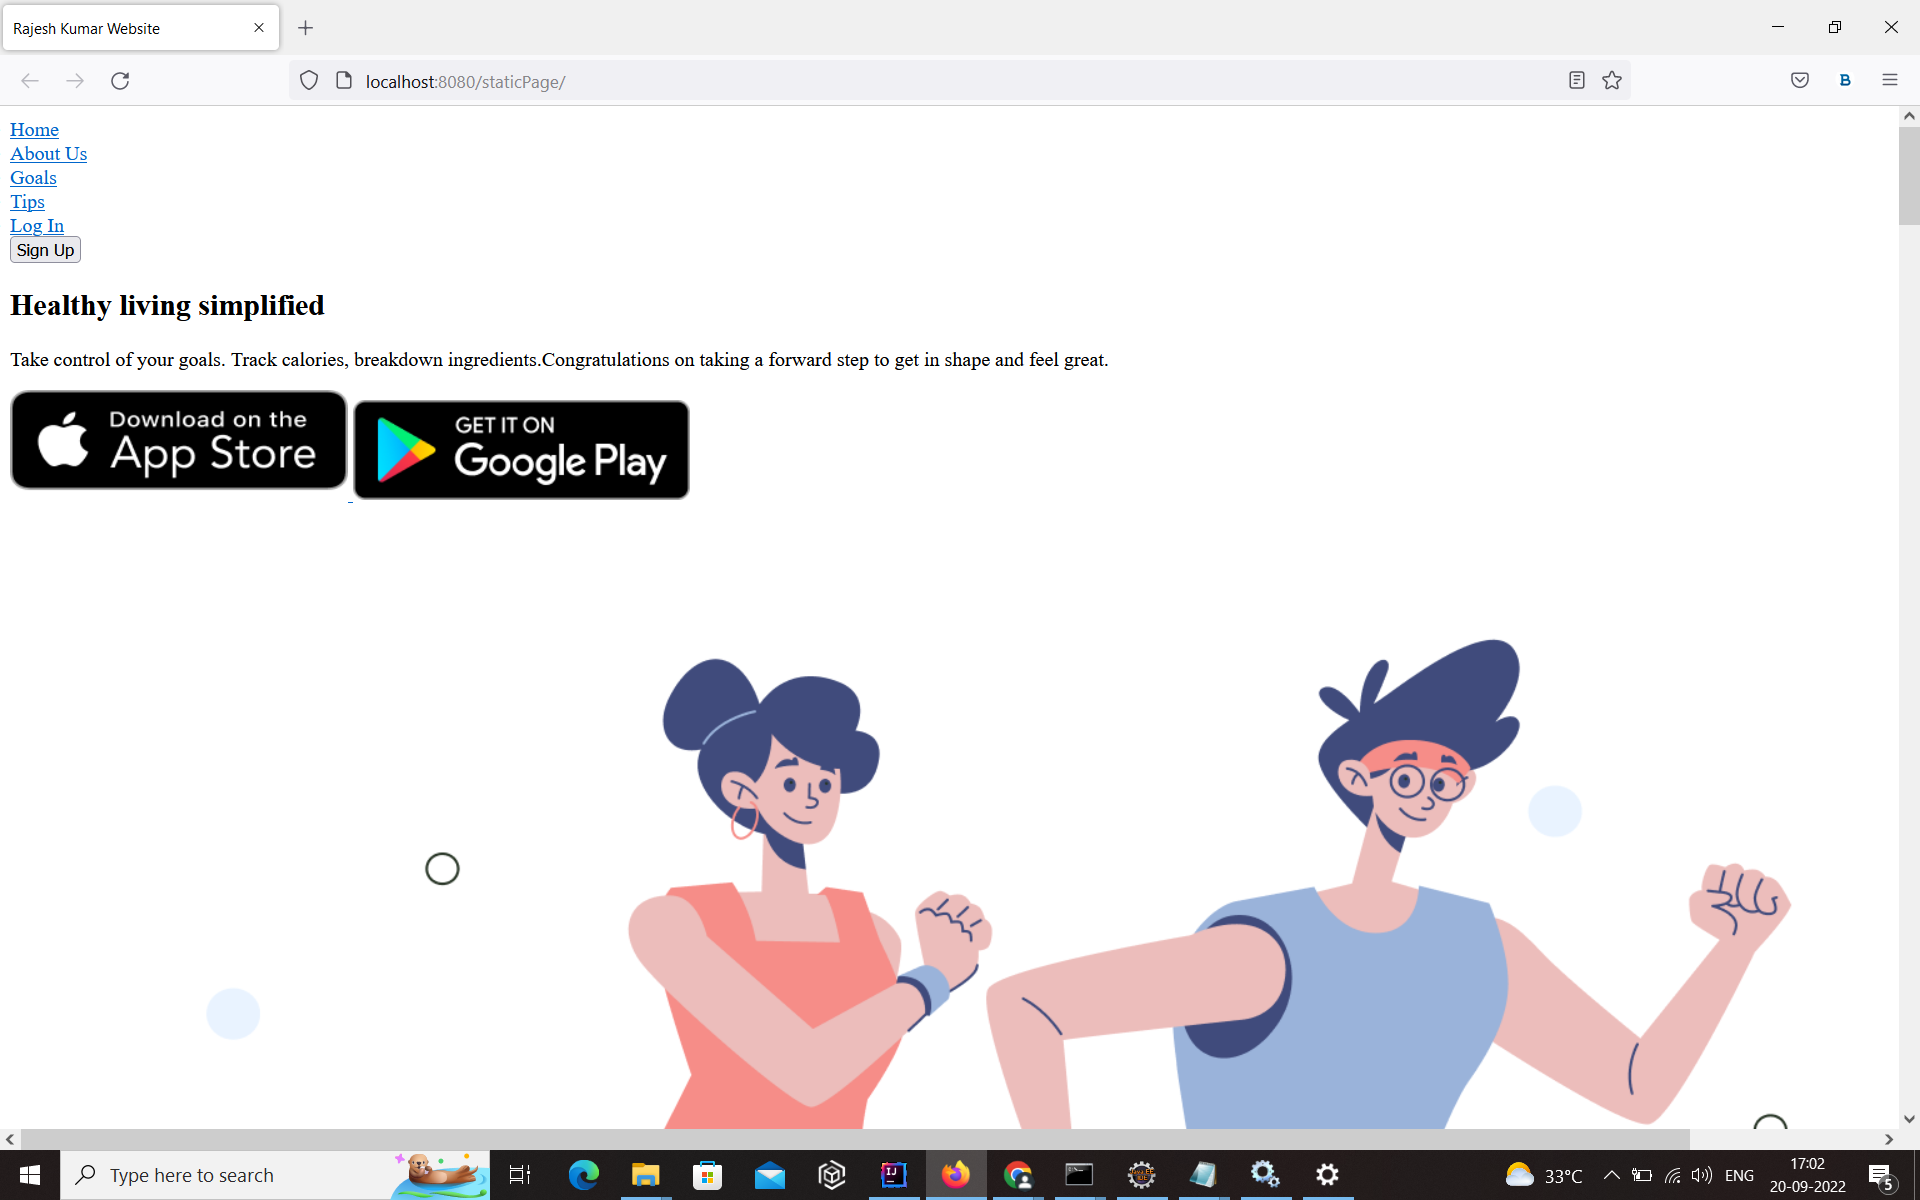 Rajesh Kumar Website
localhost:8080/staticPage/
B
Home
About Us
Goals
Tips
Log In
Sign Up
Healthy living simplified
Take control of your goals. Track calories, breakdown ingredients.Congratulations on taking a forward step to get in shape and feel great.
Download on the
App Store
GET IT ON
Google Play
Type here to search
IJ
33°C
ENG
17:02
20-09-2022
5